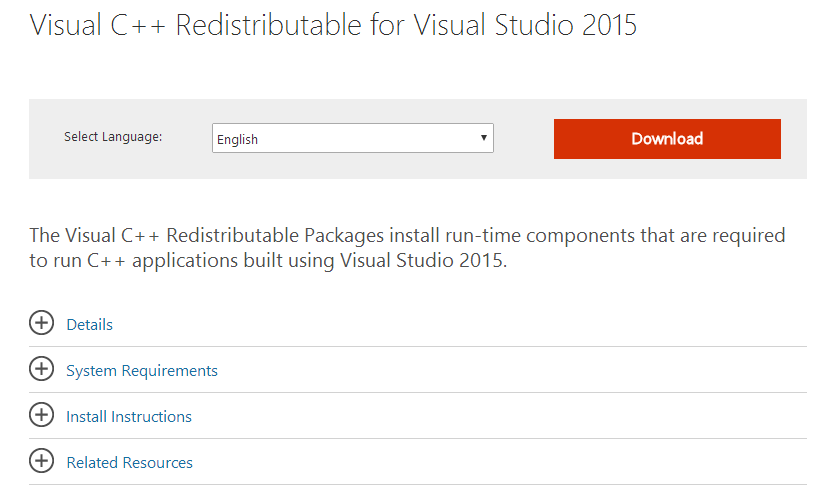 Visual C++ Redistributable for Visual Studio 2015
Select Language:
English
Download
The Visual C++ Redistributable Packages install run-time components that are required
to run C++ applications built using Visual Studio 2015.
Details
System Requirements
Install Instructions
Related Resources